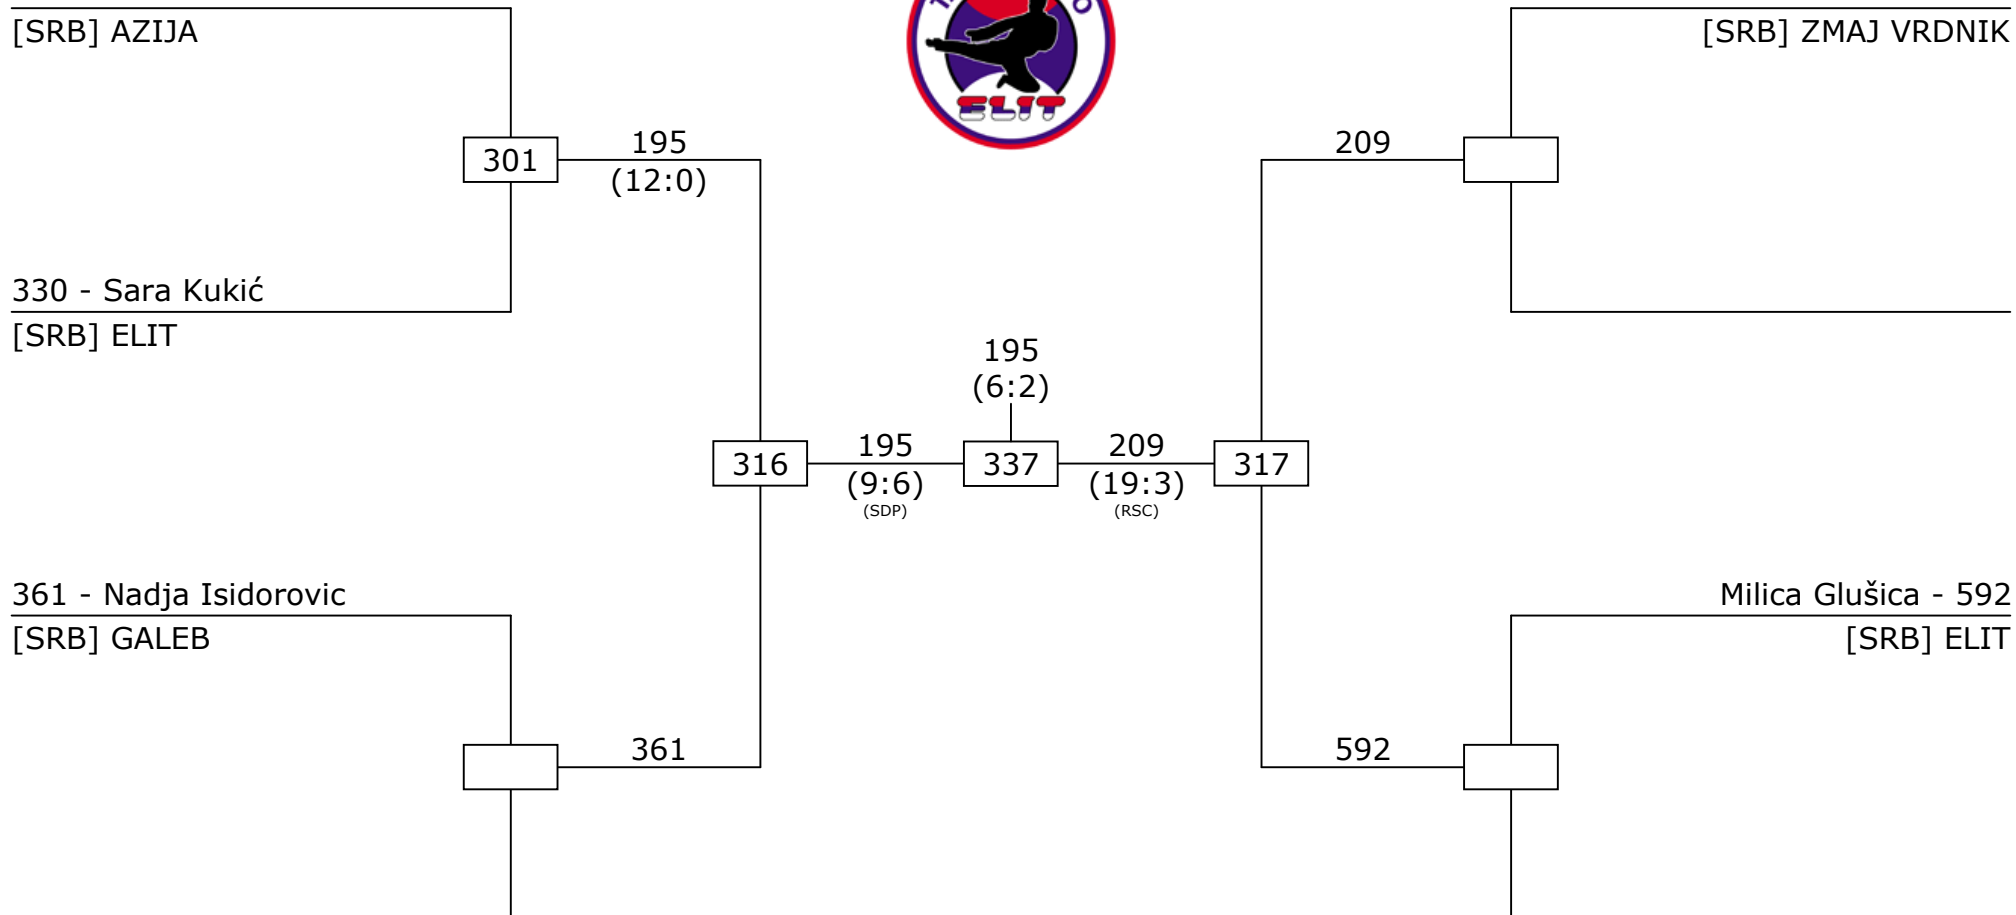 [SRB] AZIJA
[SRB] ZMAJ VRDNIK
ELIT
301
195
(12:0)
209
330 - Sara Kukić
[SRB] ELIT
195
(6:2)
316
195
(9:6)
(SDP)
337
209
(19:3)
(RSC)
317
361 - Nadja Isidorovic
[SRB] GALEB
Milica Glušica - 592
[SRB] ELIT
361
592